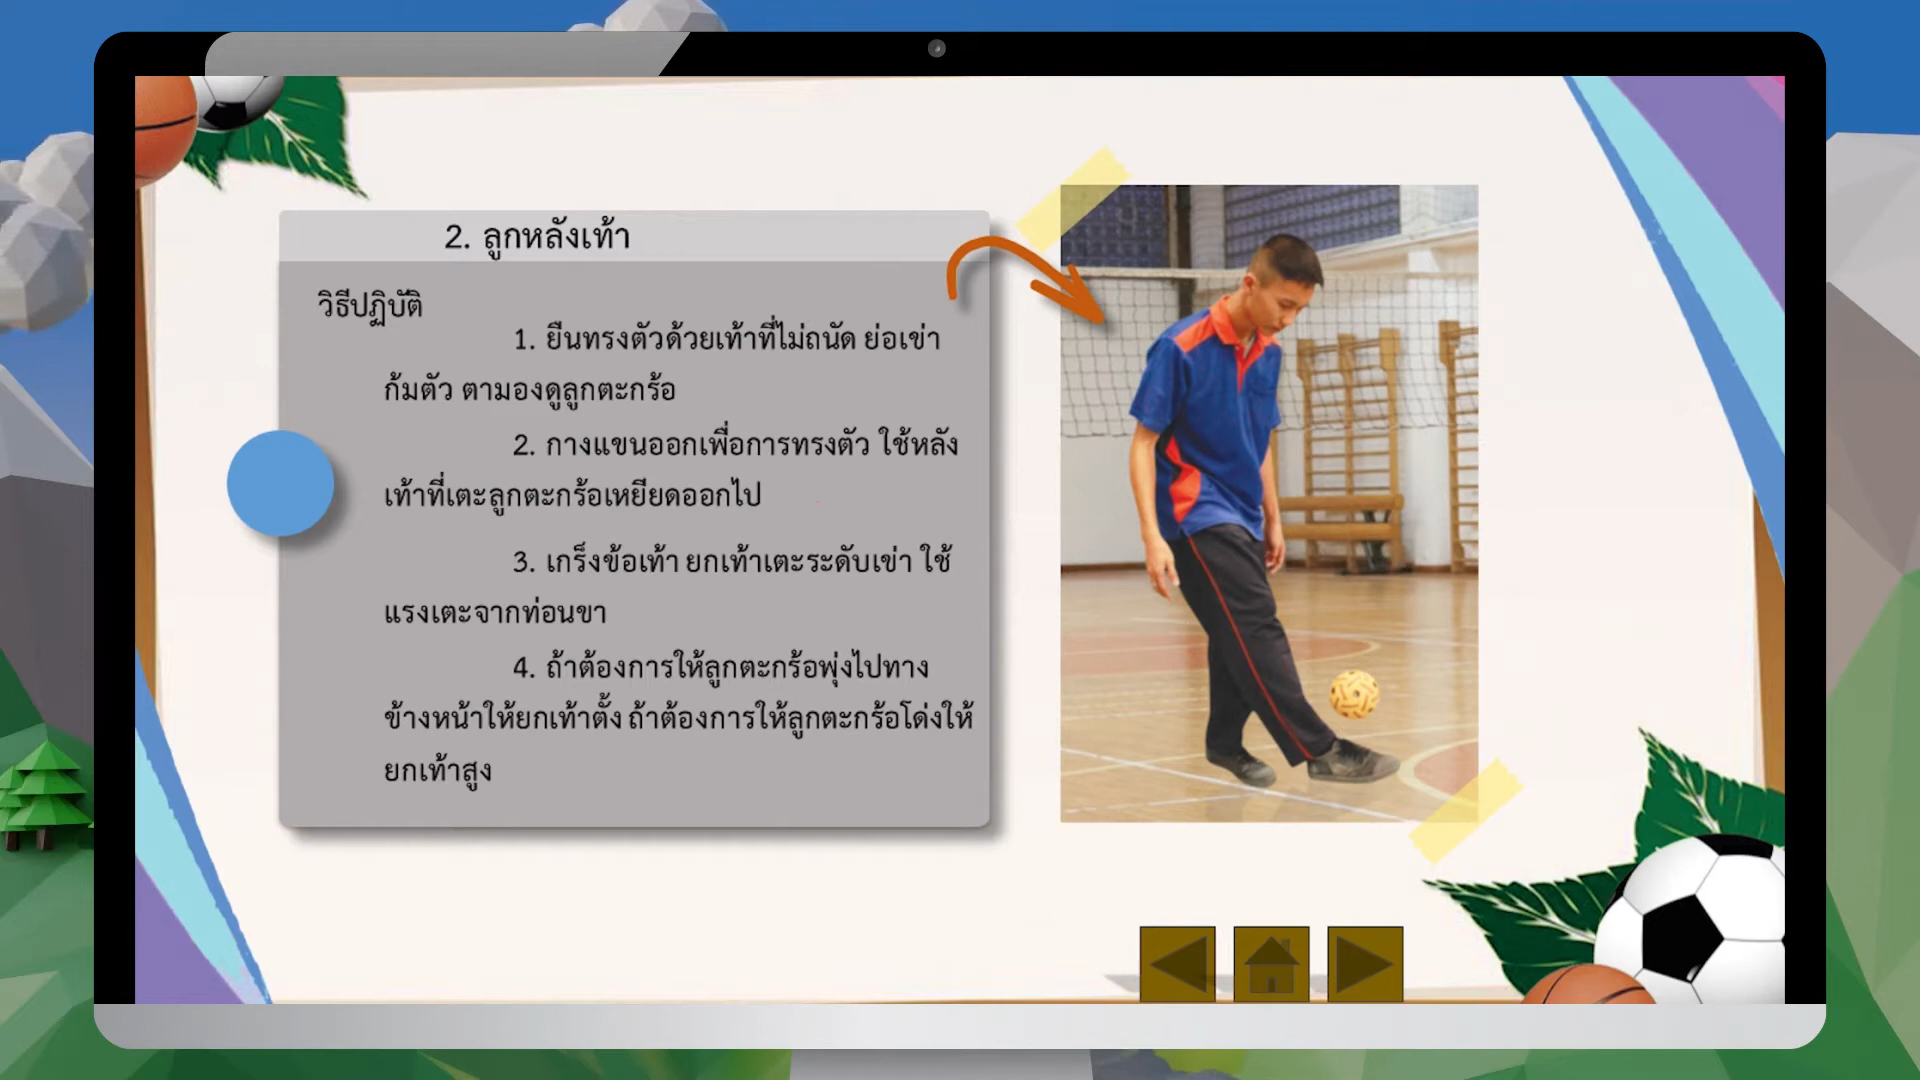 2. ลูกหลังเท้า
วิธีปฏิบัติ
1. ยืนทรงตัวด้วยเท้าที่ไม่ถนัด ย่อเข่า
ก้มตัว ตามองดูลูกตะกร้อ
2. กางแขนออกเพื่อการทรงตัว ใช้หลัง
เท้าที่เตะลูกตะกร้อเหยียดออกไป
3. เกร็งข้อเท้า ยกเท้าเตะระดับเข่า ใช้
แรงเตะจากท่อนขา
4. ถ้าต้องการให้ลูกตะกร้อพุ่งไปทาง
ข้างหน้าให้ยกเท้าตั้ง ถ้าต้องการให้ลูกตะกร้อโด่งให้
ยกเท้าสูง